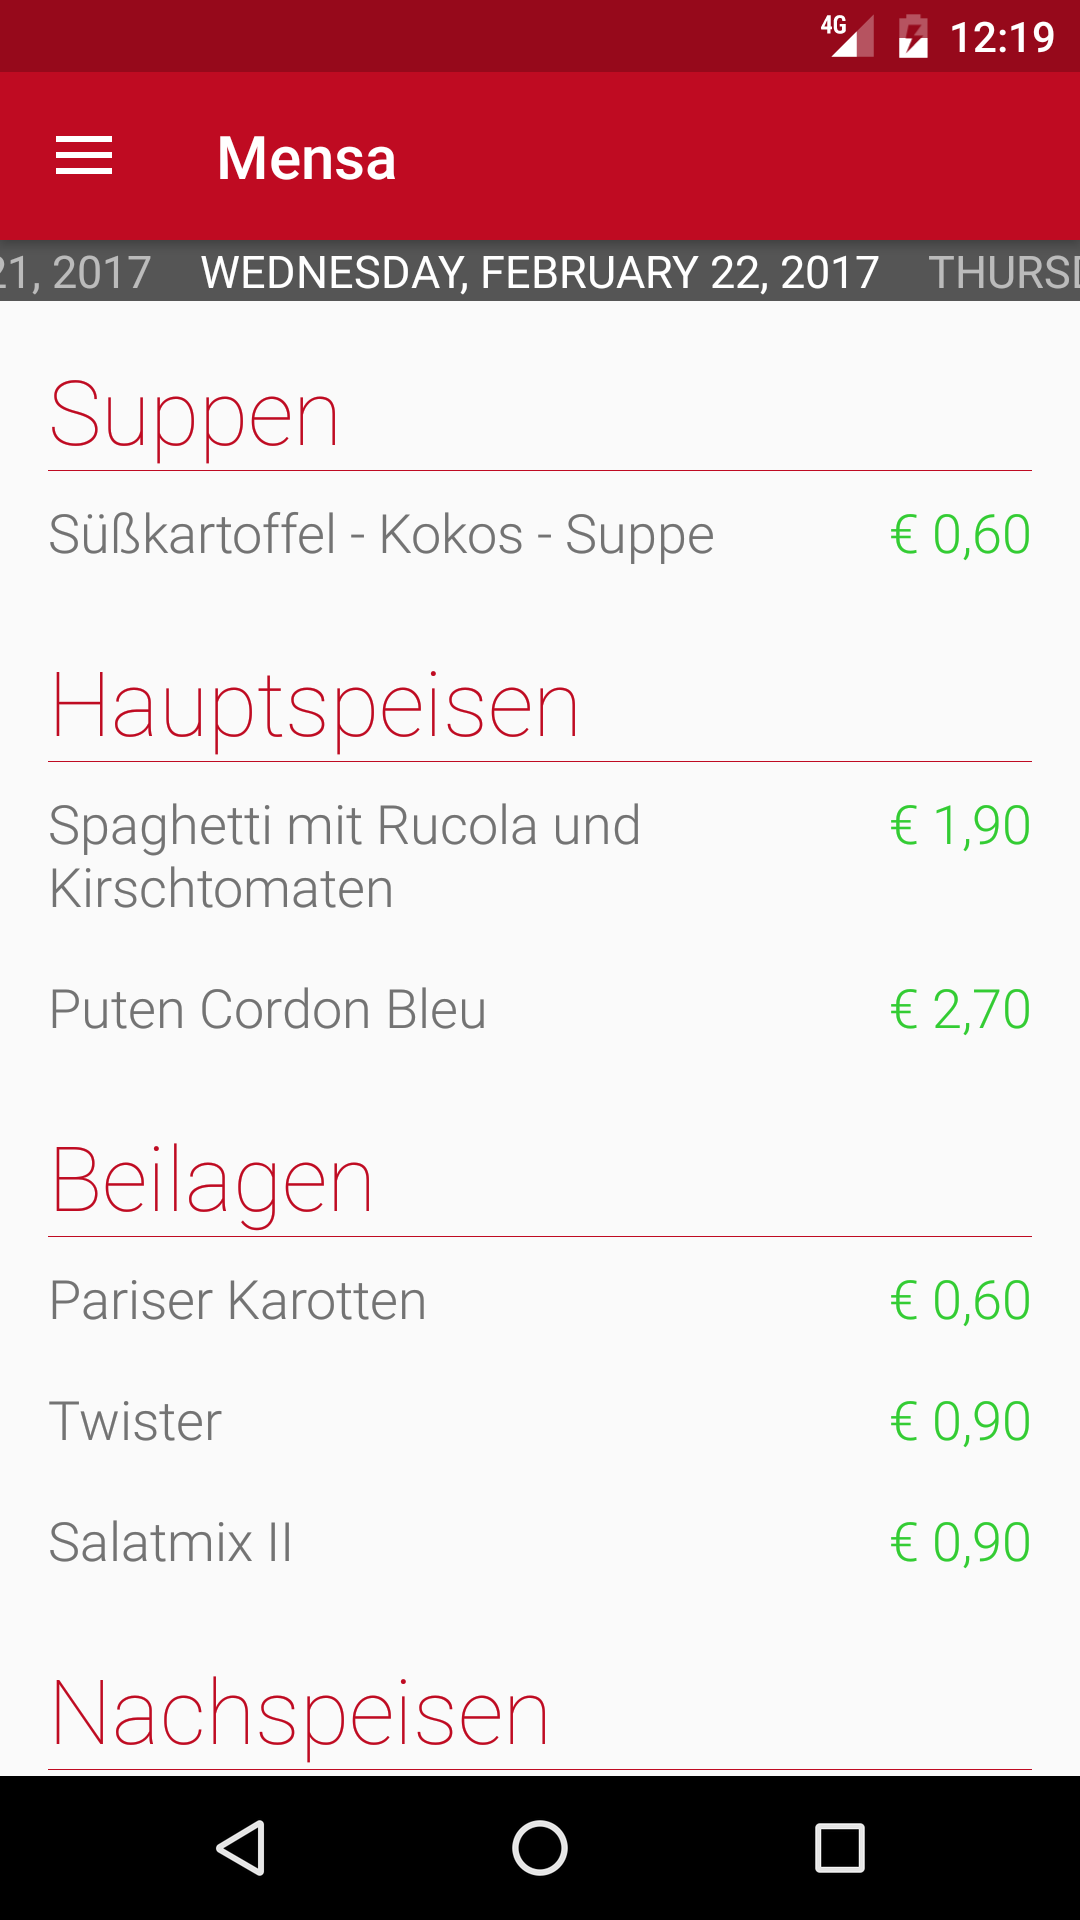 4G 12:19
Mensa
21, 2017 WEDNESDAY, FEBRUARY 22, 2017
Suppen
Süßkartoffel - Kokos - Suppe € 0,60
Hauptspeisen
Spaghetti mit Rucola und € 1,90
Kirschtomaten
Puten Cordon Bleu € 2,70
Beilagen
Pariser Karotten € 0,60
Twister € 0,90
Salatmix II € 0,90
Nachspeisen